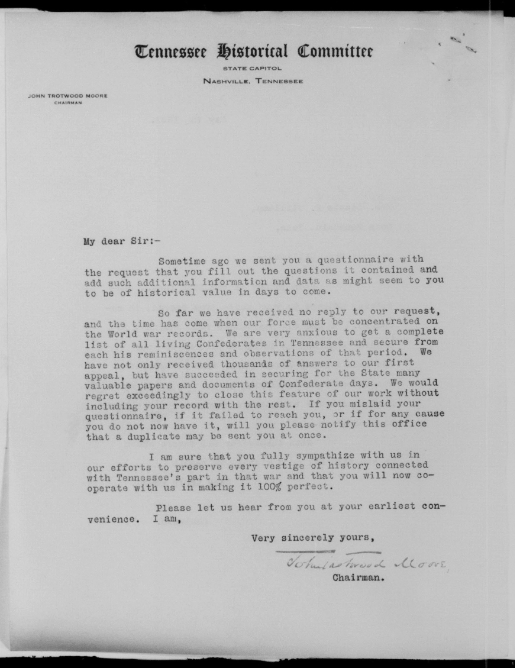 Tennessee Historical Committee
STATE CAPITOL
NASHVILLE, TENNESSEE
JOHN TROTWOOD MOORE
CHAIRMAN
My dear Sir:-
Sometime ago we sent you a questionnaire with
the request that you fill out the questions it contained and
add such additional information and data as might seem to you
to be of historical value in days to come.
So far we have received no reply to our request,
and the time has come when our force must be concentrated on
the World war records. We are very anxious to get a complete
list of all living Confederates in Tennessee and secure from
each his reminiscences and observations of that period. We
have not only received thousands of answers to our first
appeal, but have succeeded in securing for the State many
valuable papers and documents of Confederate days. We would
regret exceedingly to close this feature of our work without
including your record with the rest. If you mislaid your
questionnaire, if it failed to reach you, or if for any cause
you do not now have it, will you please notify this office
that a duplicate may be sent you at once.
I am sure that you fully sympathize with us in
our efforts to preserve every vestige of history connected
with Tennessee's part in that war and that you will now co-
operate with us in making it 100% perfect.
Please let us hear from you at your earliest con-
venience. I am,
Very sincerely yours,
John Trotwood Moore,
Chairman.